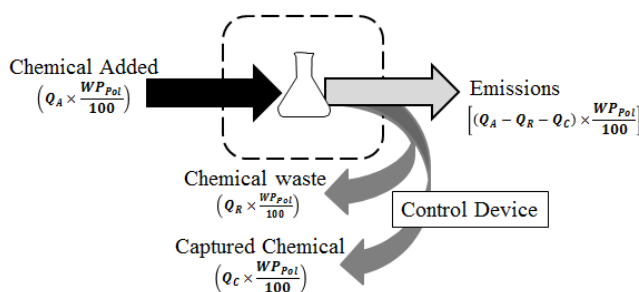 Chemical Added
(Q_A × WP_Pol/100)
Emissions
[(Q_A − Q_R − Q_C) × WP_Pol/100]
Chemical waste
(Q_R × WP_Pol/100)
Control Device
Captured Chemical
(Q_C × WP_Pol/100)